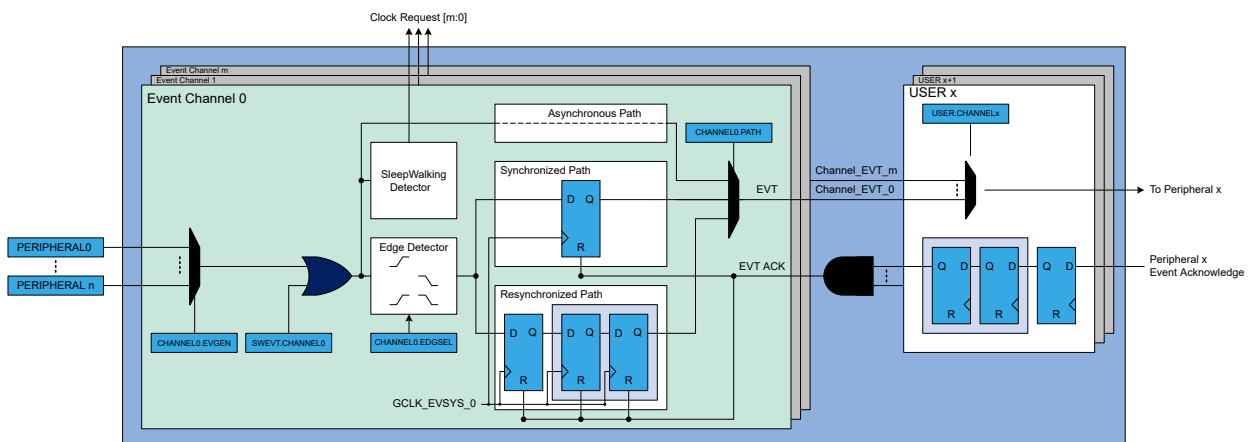 Clock Request [m:0]
Event Channel m
Event Channel 1
Event Channel 0
USER x+1
USER x
Asynchronous Path
CHANNEL0.PATH
USER.CHANNELx
SleepWalking
Detector
Synchronized Path
D Q
R
EVT
Channel_EVT_m
Channel_EVT_0
To Peripheral x
PERIPHERAL0
PERIPHERAL n
Edge Detector
EVT ACK
Q D
R
Q D
R
Q D
R
Peripheral x
Event Acknowledge
CHANNEL0.EVGEN
SWEVT.CHANNEL0
CHANNEL0.EDGSEL
Resynchronized Path
D Q
R
D Q
R
D Q
R
GCLK_EVSYS_0